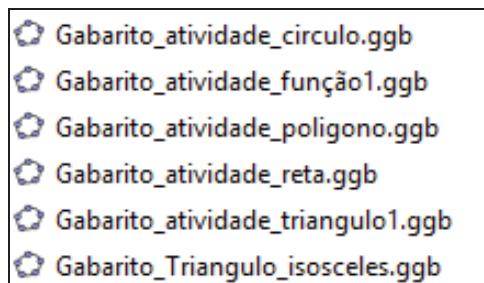 Gabarito_atividade_circulo.ggb
Gabarito_atividade_função1.ggb
Gabarito_atividade_poligono.ggb
Gabarito_atividade_reta.ggb
Gabarito_atividade_triangulo1.ggb
Gabarito_Triangulo_isosceles.ggb